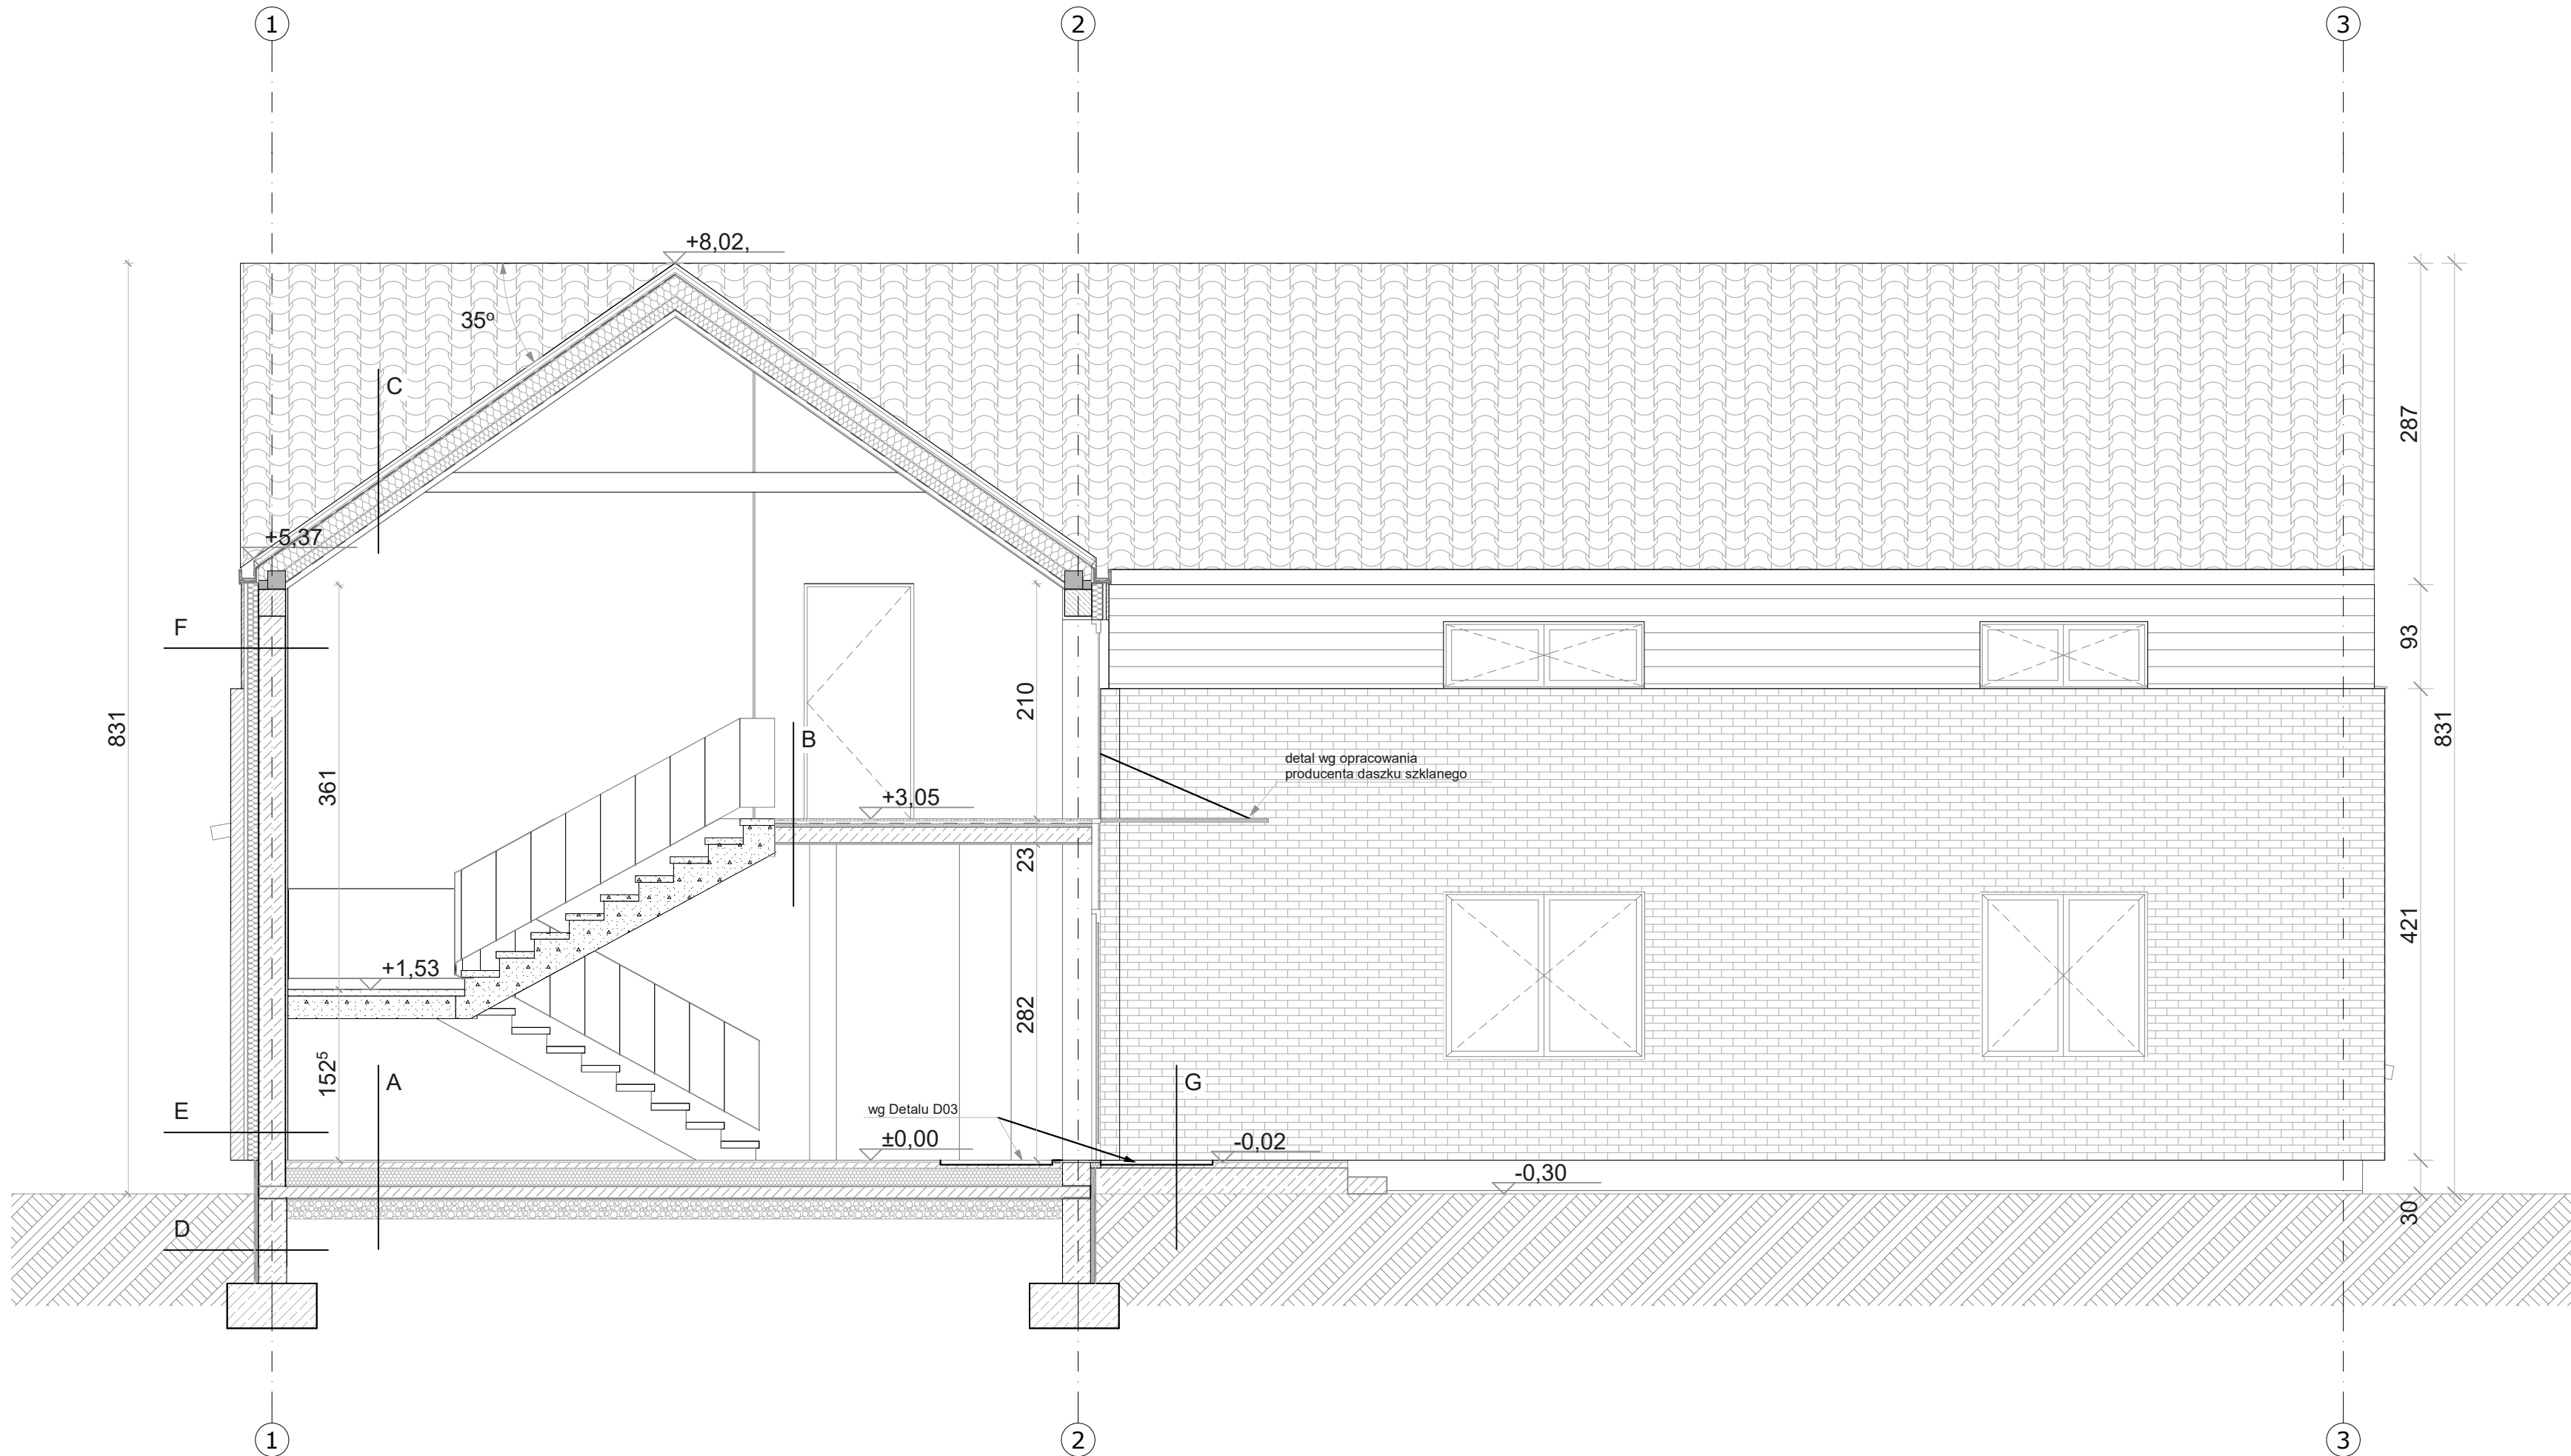 1
2
3
+8,02,
35º
C
287
+5,37
F
93
210
831
B
831
detal wg opracowania
producenta daszku szklanego
361
+3,05
23
421
+1,53
282
152⁵
A
G
E
wg Detalu D03
±0,00
-0,02
-0,30
30
D
1
2
3